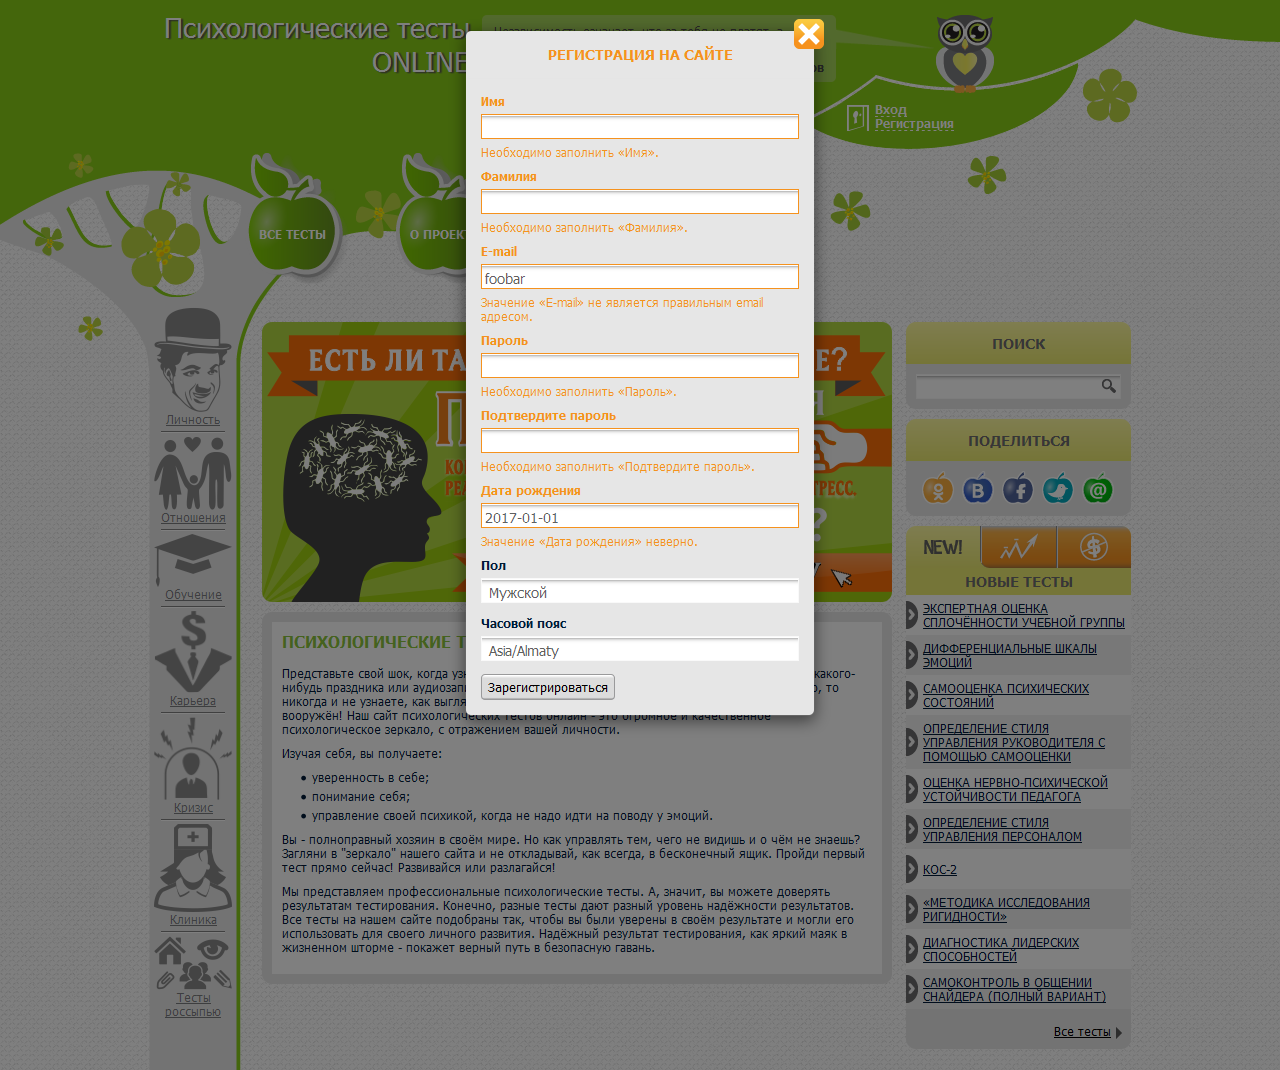 Психологические тесты
ONLINE
Вход
Регистрация
ВСЕ ТЕСТЫ
О ПРОЕК
РЕГИСТРАЦИЯ НА САЙТЕ
Имя
Необходимо заполнить «Имя».
Фамилия
Необходимо заполнить «Фамилия».
E-mail
foobar
Значение «E-mail» не является правильным email
адресом.
Пароль
Необходимо заполнить «Пароль».
Подтвердите пароль
Необходимо заполнить «Подтвердите пароль».
Дата рождения
2017-01-01
Значение «Дата рождения» неверно.
Пол
Мужской
Часовой пояс
Asia/Almaty
Зарегистрироваться
Личность
Отношения
Обучение
Карьера
Кризис
Клиника
Тесты
россыпью
ЕСТЬ ЛИ ТА
Е?
ПСИХОЛОГИЧЕСКИЕ Т
Представьте свой шок, когда узн
какого-
нибудь праздника или аудиозапи
о, то
никогда и не узнаете, как выгля
вооружён! Наш сайт психологических тестов онлайн - это огромное и качественное
психологическое зеркало, с отражением вашей личности.
Изучая себя, вы получаете:
уверенность в себе;
понимание себя;
управление своей психикой, когда не надо идти на поводу у эмоций.
Вы - полноправный хозяин в своём мире. Но как управлять тем, чего не видишь и о чём не знаешь?
Загляни в "зеркало" нашего сайта и не откладывай, как всегда, в бесконечный ящик. Пройди первый
тест прямо сейчас! Развивайся или разлагайся!
Мы представляем профессиональные психологические тесты. А, значит, вы можете доверять
результатам тестирования. Конечно, разные тесты дают разный уровень надёжности результатов.
Все тесты на нашем сайте подобраны так, чтобы вы были уверены в своём результате и могли его
использовать для своего личного развития. Надёжный результат тестирования, как яркий маяк в
жизненном шторме - покажет верный путь в безопасную гавань.
ПОИСК
ПОДЕЛИТЬСЯ
NEW!
НОВЫЕ ТЕСТЫ
ЭКСПЕРТНАЯ ОЦЕНКА
СПЛОЧЁННОСТИ УЧЕБНОЙ ГРУППЫ
ДИФФЕРЕНЦИАЛЬНЫЕ ШКАЛЫ
ЭМОЦИЙ
САМООЦЕНКА ПСИХИЧЕСКИХ
СОСТОЯНИЙ
ОПРЕДЕЛЕНИЕ СТИЛЯ
УПРАВЛЕНИЯ РУКОВОДИТЕЛЯ С
ПОМОЩЬЮ САМООЦЕНКИ
ОЦЕНКА НЕРВНО-ПСИХИЧЕСКОЙ
УСТОЙЧИВОСТИ ПЕДАГОГА
ОПРЕДЕЛЕНИЕ СТИЛЯ
УПРАВЛЕНИЯ ПЕРСОНАЛОМ
КОС-2
«МЕТОДИКА ИССЛЕДОВАНИЯ
РИГИДНОСТИ»
ДИАГНОСТИКА ЛИДЕРСКИХ
СПОСОБНОСТЕЙ
САМОКОНТРОЛЬ В ОБЩЕНИИ
СНАЙДЕРА (ПОЛНЫЙ ВАРИАНТ)
Все тесты